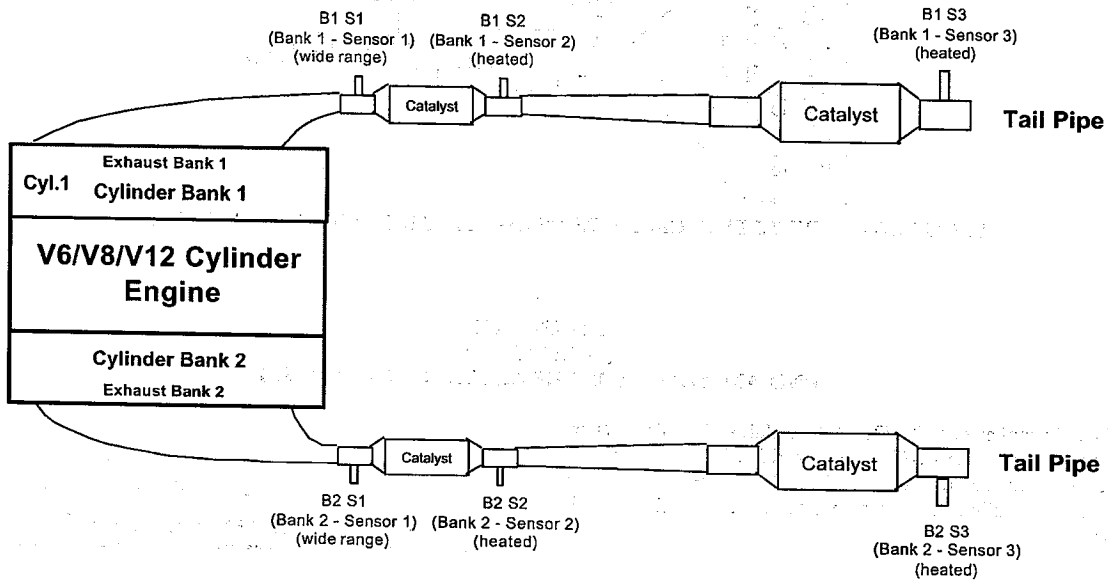 B1 S1
(Bank 1 - Sensor 1)
(wide range)
B1 S2
(Bank 1 - Sensor 2)
(heated)
B1 S3
(Bank 1 - Sensor 3)
(heated)
Catalyst
Catalyst
Tail Pipe
Exhaust Bank 1
Cyl.1 Cylinder Bank 1
V6/V8/V12 Cylinder
Engine
Cylinder Bank 2
Exhaust Bank 2
Catalyst
Catalyst
Tail Pipe
B2 S1
(Bank 2 - Sensor 1)
(wide range)
B2 S2
(Bank 2 - Sensor 2)
(heated)
B2 S3
(Bank 2 - Sensor 3)
(heated)